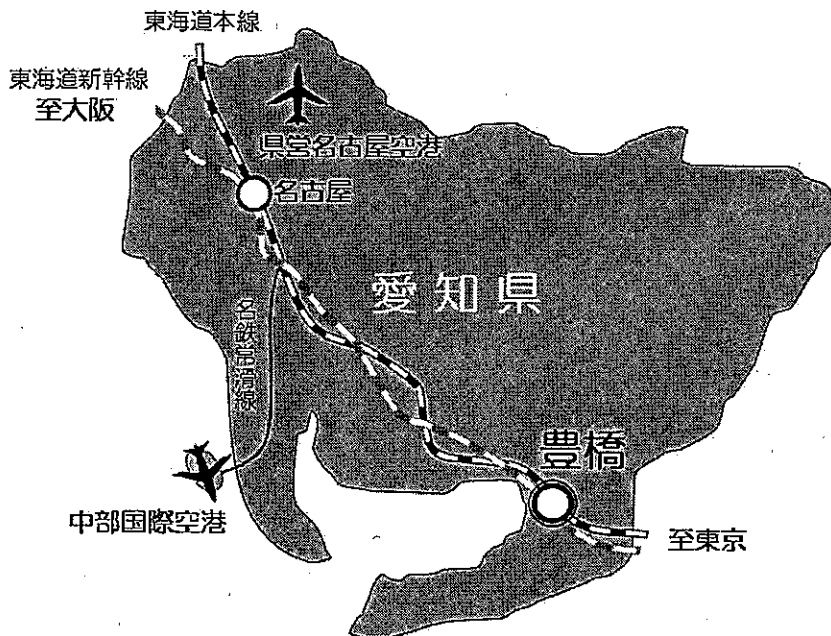 東海道本線
東海道新幹線
至大阪
県営名古屋空港
名古屋
愛知県
名鉄常滑線
豊橋
中部国際空港
至東京